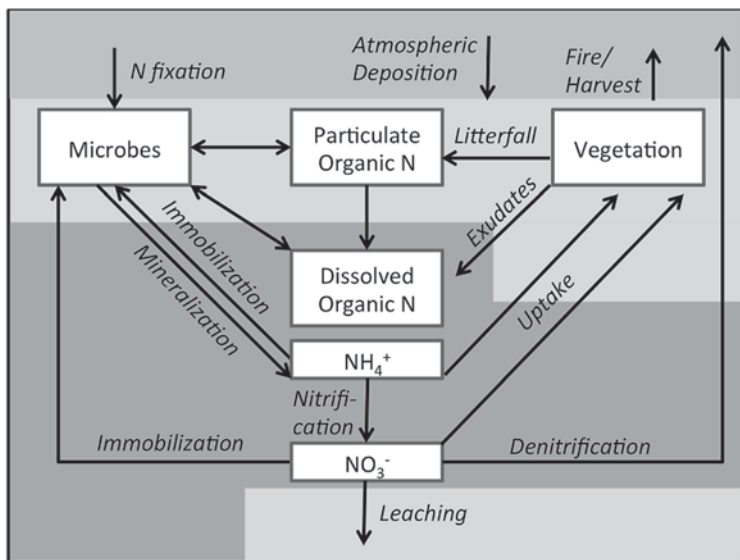 N fixation
Atmospheric
Deposition
Fire/
Harvest
Microbes
Particulate
Organic N
Litterfall
Vegetation
Immobilization
Mineralization
Exudates
Dissolved
Organic N
Uptake
NH₄⁺
Nitrifi-
cation
Immobilization
NO₃⁻
Denitrification
Leaching